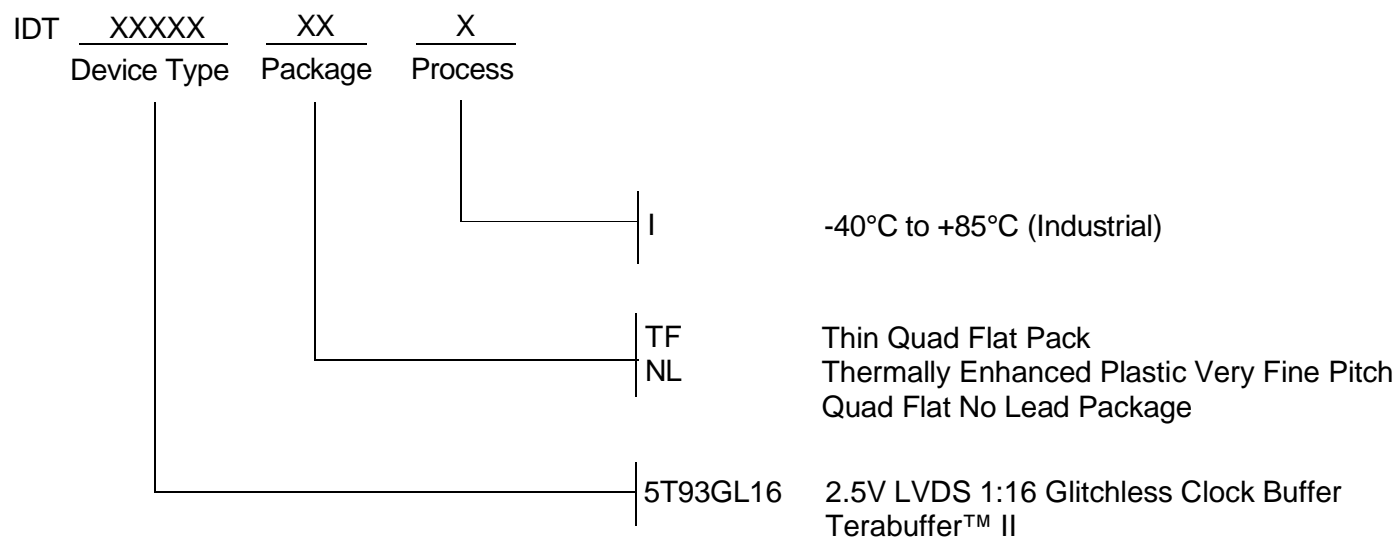 IDT XXXXX XX X
Device Type Package Process
I -40°C to +85°C (Industrial)
TF Thin Quad Flat Pack
NL Thermally Enhanced Plastic Very Fine Pitch
Quad Flat No Lead Package
5T93GL16 2.5V LVDS 1:16 Glitchless Clock Buffer
Terabuffer™ II